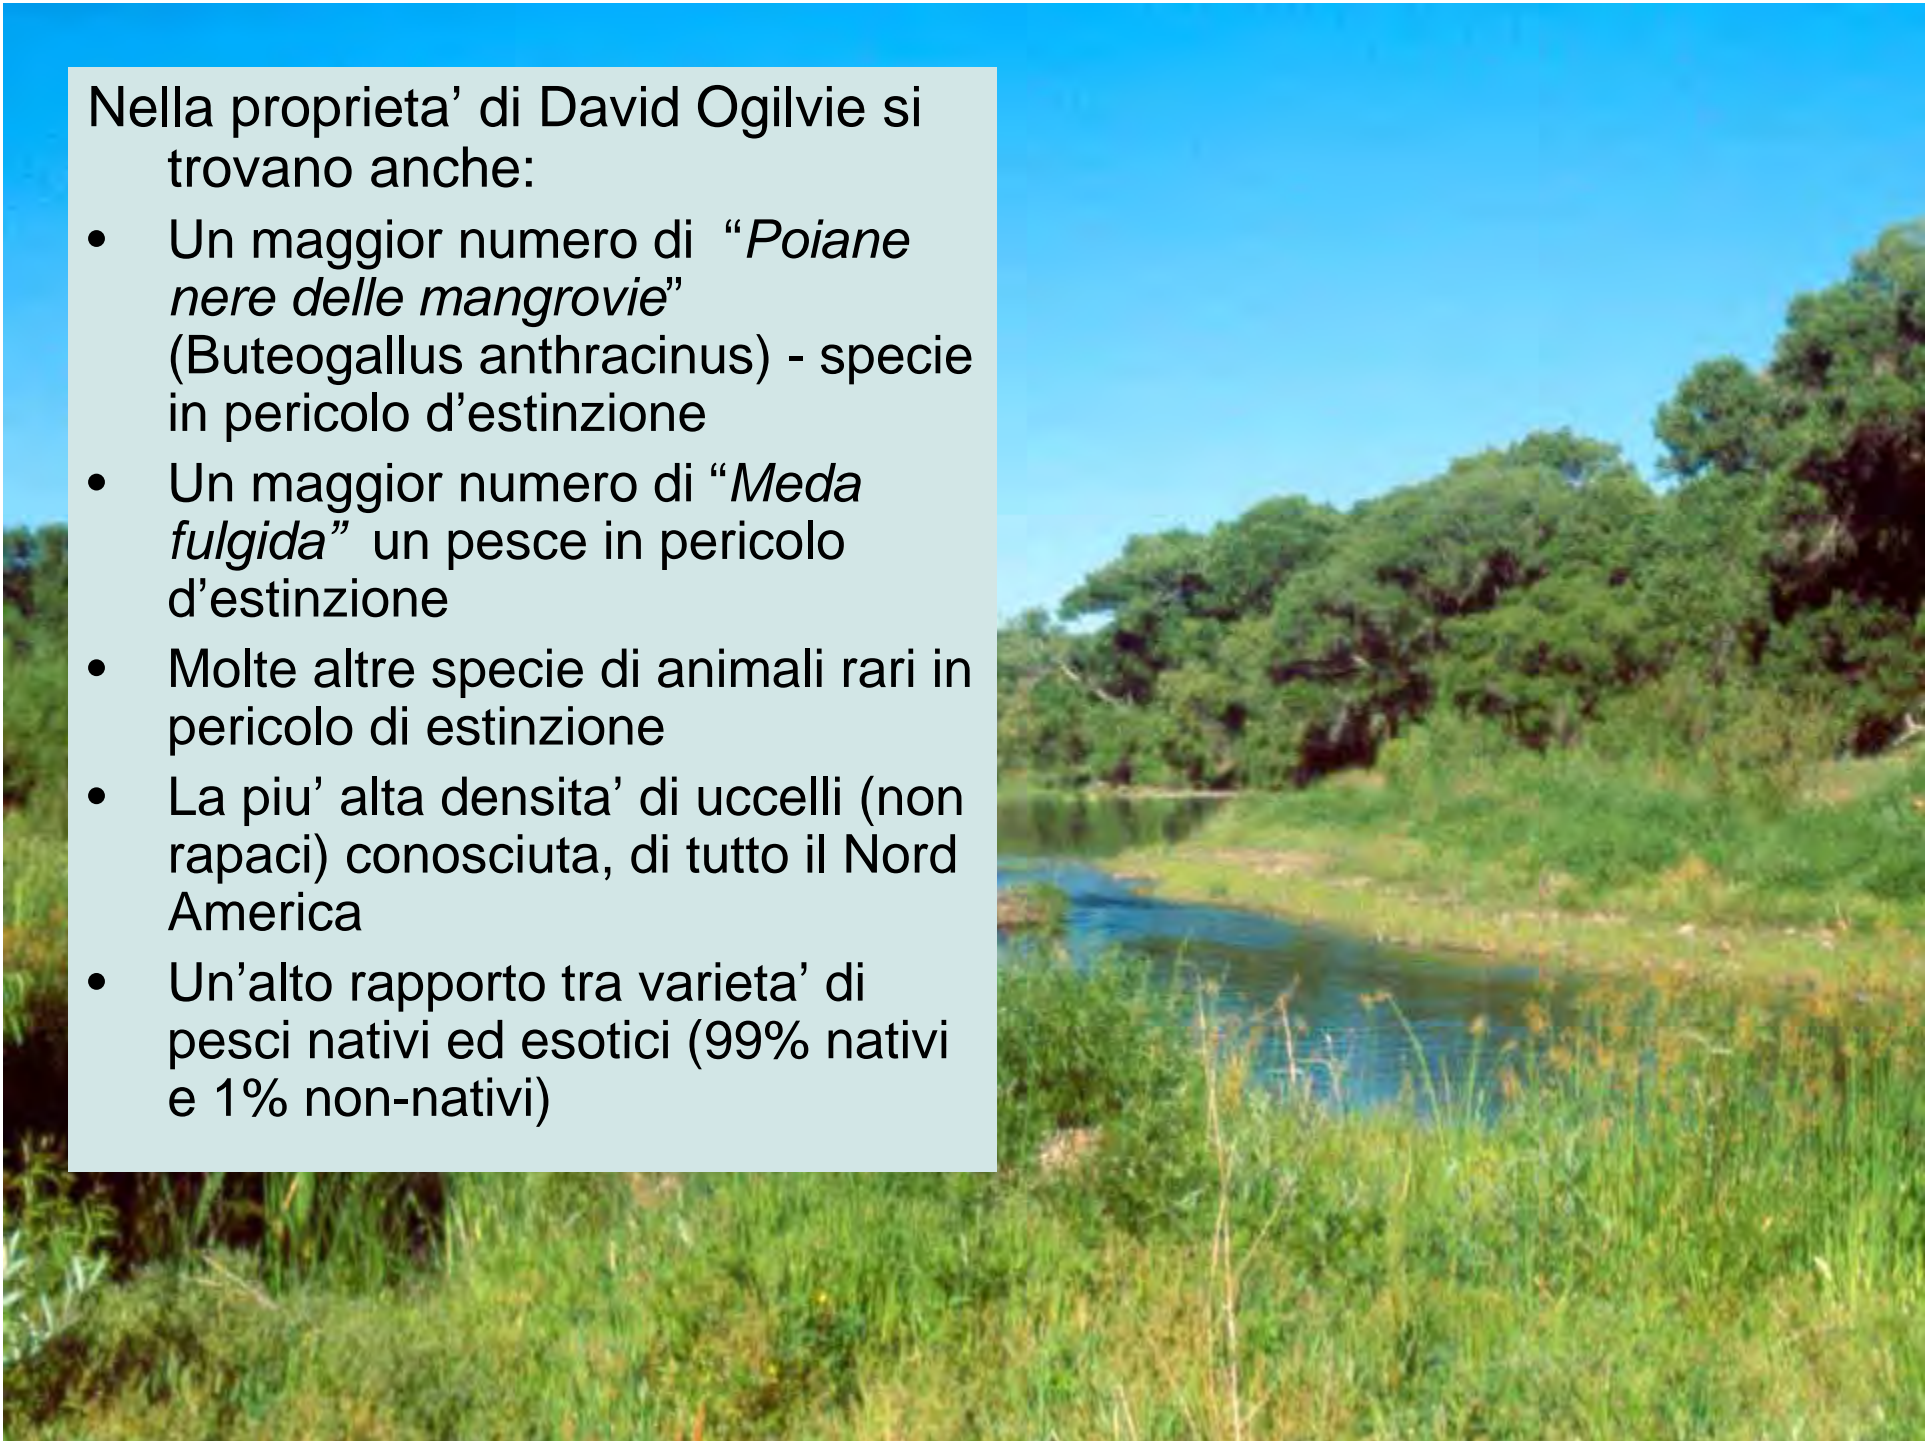 Nella proprieta’ di David Ogilvie si
trovano anche:
• Un maggior numero di “Poiane
nere delle mangrovie”
(Buteogallus anthracinus) - specie
in pericolo d’estinzione
• Un maggior numero di “Meda
fulgida” un pesce in pericolo
d’estinzione
• Molte altre specie di animali rari in
pericolo di estinzione
• La piu’ alta densita’ di uccelli (non
rapaci) conosciuta, di tutto il Nord
America
• Un’alto rapporto tra varieta’ di
pesci nativi ed esotici (99% nativi
e 1% non-nativi)